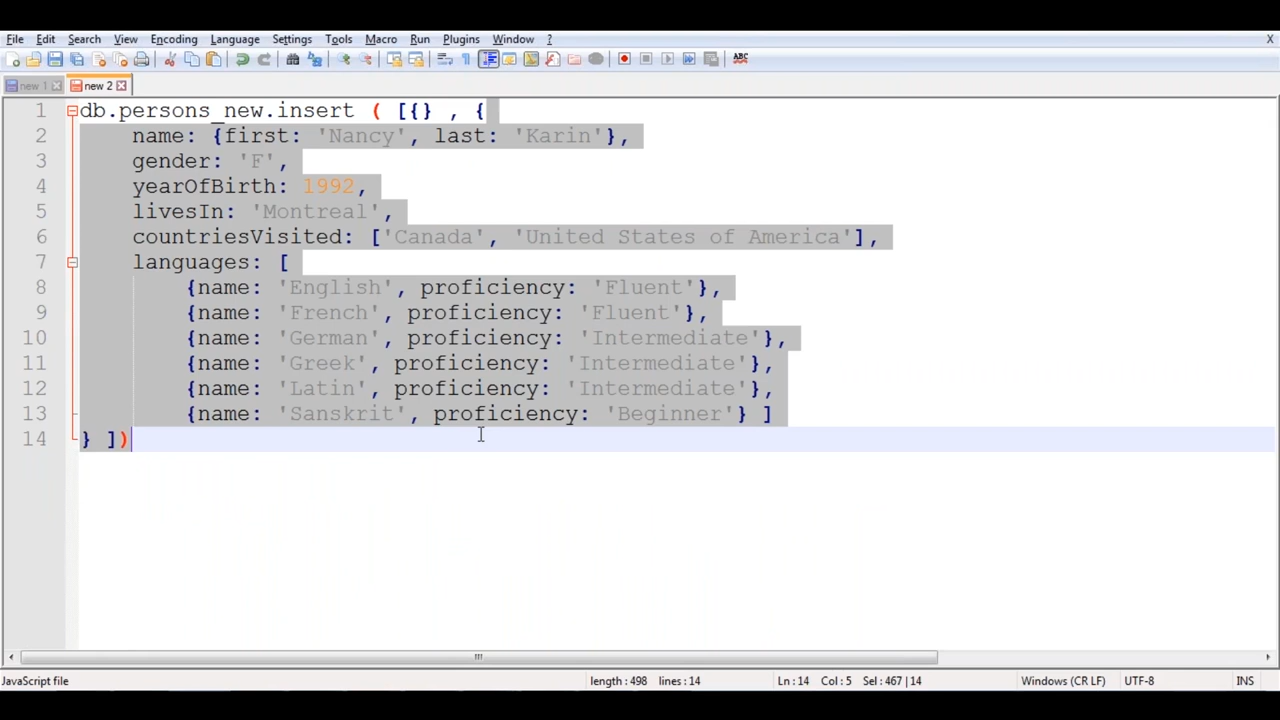 File Edit Search View Encoding Language Settings Tools Macro Run Plugins Window ? X
ABC
new 1 new 2
1 db.persons_new.insert ( [{} , {
2 name: {first: 'Nancy', last: 'Karin'},
3 gender: 'F',
4 yearOfBirth: 1992,
5 livesIn: 'Montreal',
6 countriesVisited: ['Canada', 'United States of America'],
7 languages: [
8 {name: 'English', proficiency: 'Fluent'},
9 {name: 'French', proficiency: 'Fluent'},
10 {name: 'German', proficiency: 'Intermediate'},
11 {name: 'Greek', proficiency: 'Intermediate'},
12 {name: 'Latin', proficiency: 'Intermediate'},
13 {name: 'Sanskrit', proficiency: 'Beginner'} ]
14 } ])
JavaScript file length : 498 lines : 14 Ln : 14 Col : 5 Sel : 467 | 14 Windows (CR LF) UTF-8 INS